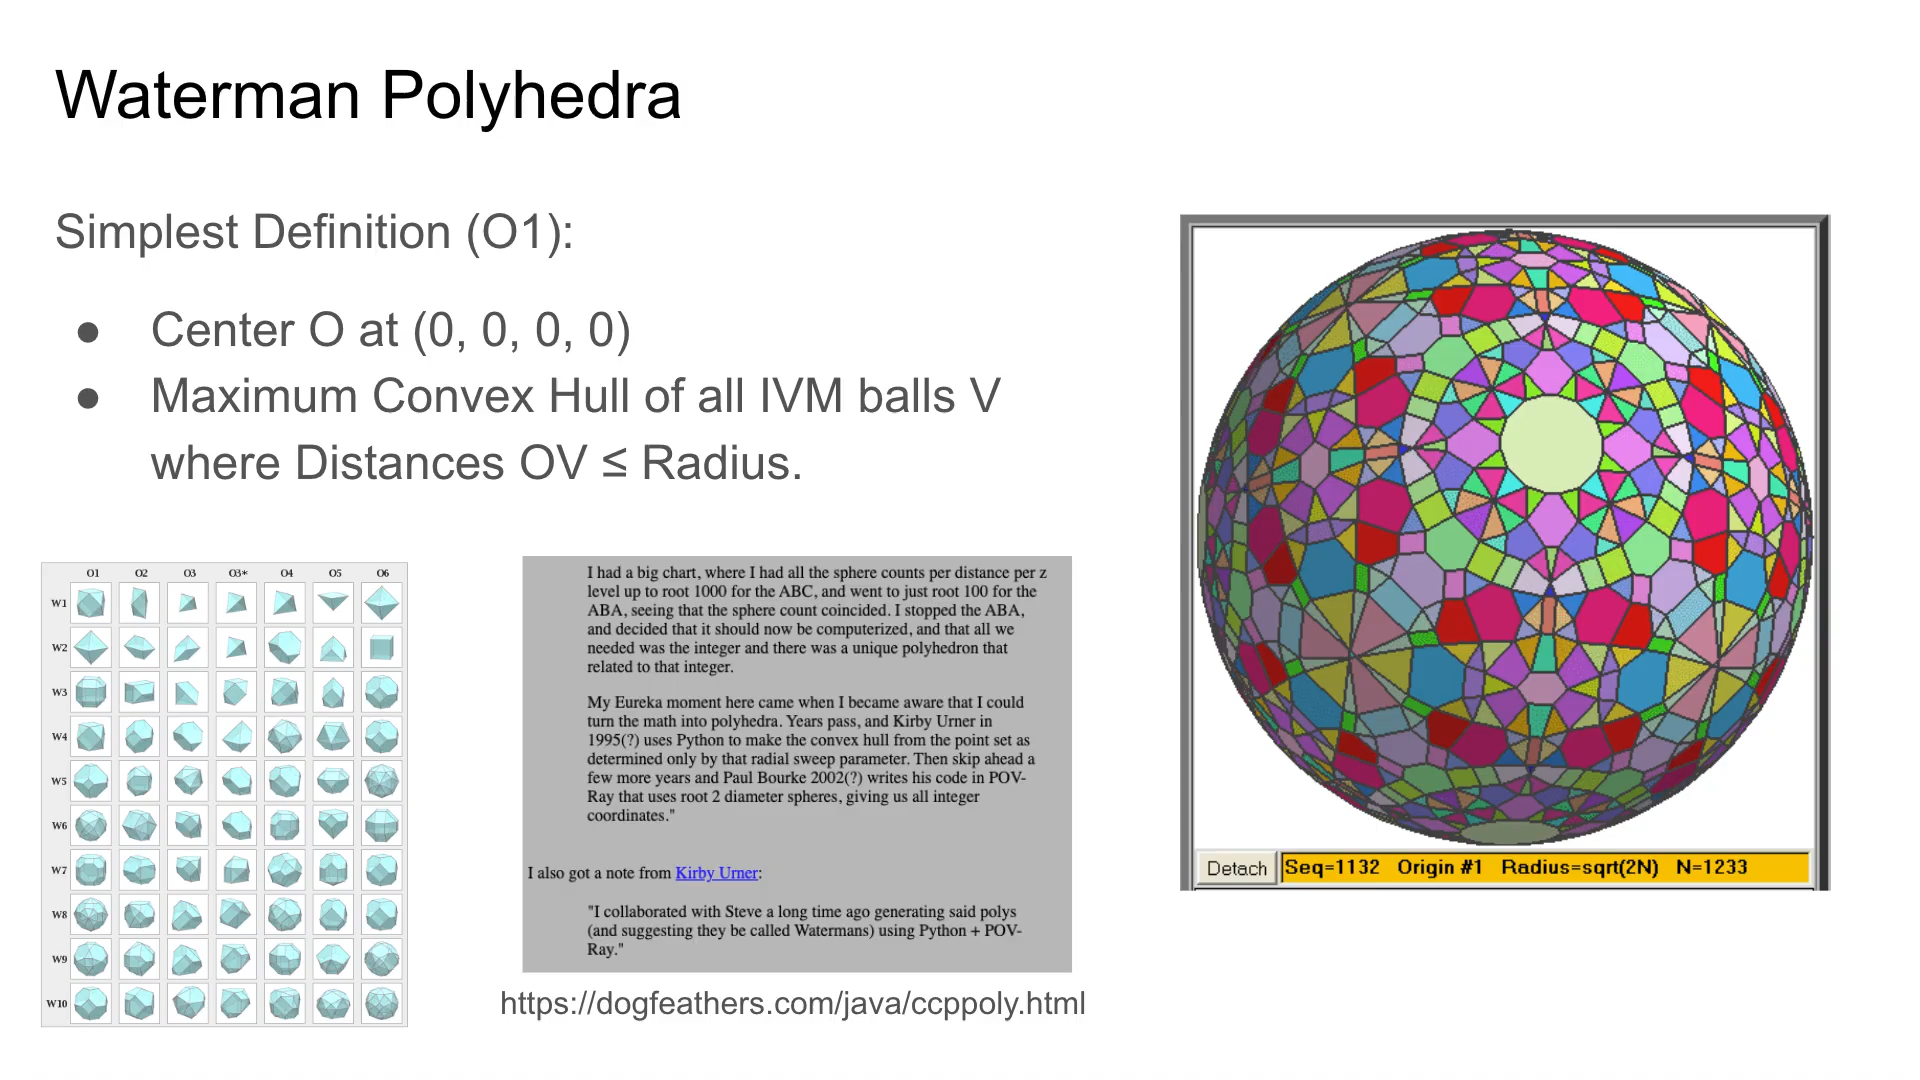 Waterman Polyhedra
Simplest Definition (O1):
● Center O at (0, 0, 0, 0)
● Maximum Convex Hull of all IVM balls V
where Distances OV ≤ Radius.
O1 O2 O3 O3* O4 O5 O6
W1
W2
W3
W4
W5
W6
W7
W8
W9
W10
I had a big chart, where I had all the sphere counts per distance per z
level up to root 1000 for the ABC, and went to just root 100 for the
ABA, seeing that the sphere count coincided. I stopped the ABA,
and decided that it should now be computerized, and that all we
needed was the integer and there was a unique polyhedron that
related to that integer.
My Eureka moment here came when I became aware that I could
turn the math into polyhedra. Years pass, and Kirby Urner in
1995(?) uses Python to make the convex hull from the point set as
determined only by that radial sweep parameter. Then skip ahead a
few more years and Paul Bourke 2002(?) writes his code in POV-
Ray that uses root 2 diameter spheres, giving us all integer
coordinates."
I also got a note from Kirby Urner:
"I collaborated with Steve a long time ago generating said polys
(and suggesting they be called Watermans) using Python + POV-
Ray."
https://dogfeathers.com/java/ccppoly.html
Detach Seq=1132 Origin #1 Radius=sqrt(2N) N=1233